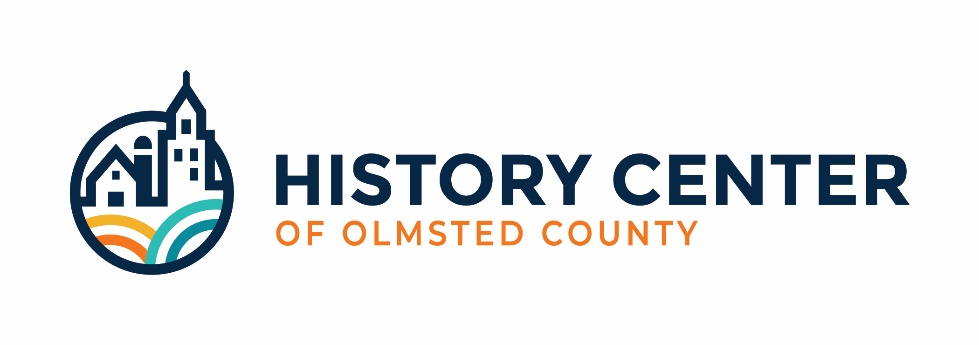 HISTORY CENTER
OF OLMSTED COUNTY